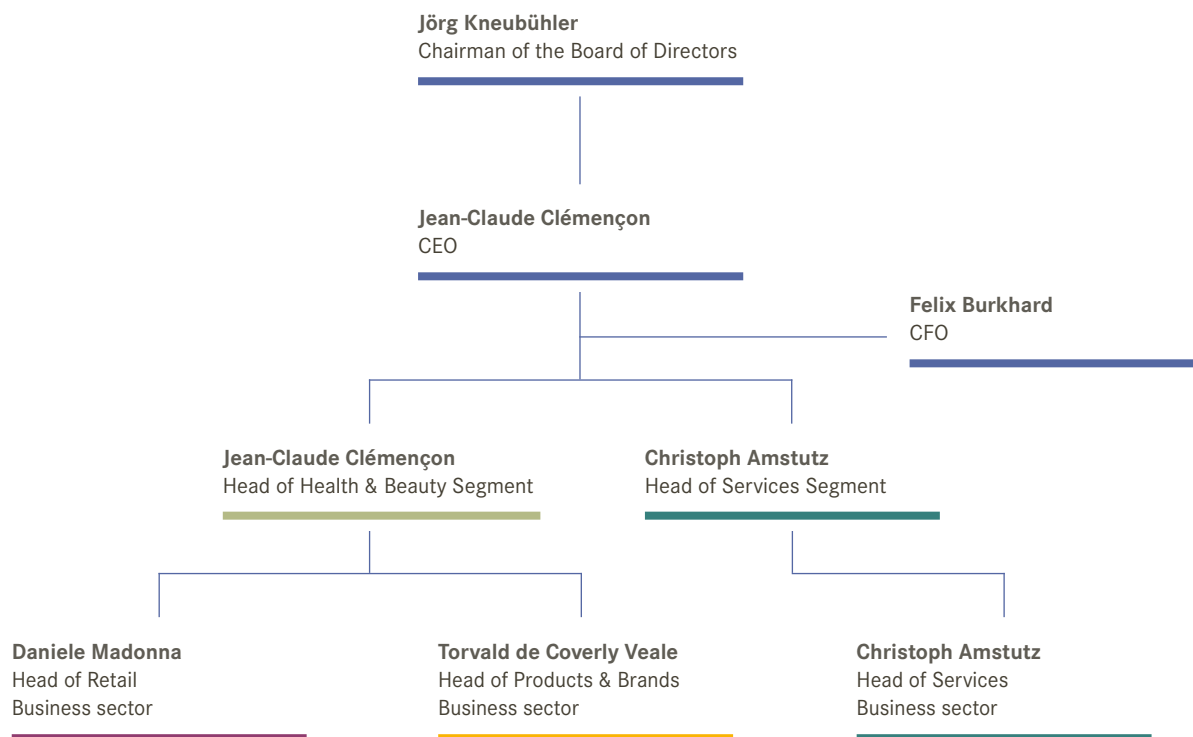 Jörg Kneubühler
Chairman of the Board of Directors
Jean-Claude Clémençon
CEO
Felix Burkhard
CFO
Jean-Claude Clémençon
Head of Health & Beauty Segment
Christoph Amstutz
Head of Services Segment
Daniele Madonna
Head of Retail
Business sector
Torvald de Coverly Veale
Head of Products & Brands
Business sector
Christoph Amstutz
Head of Services
Business sector